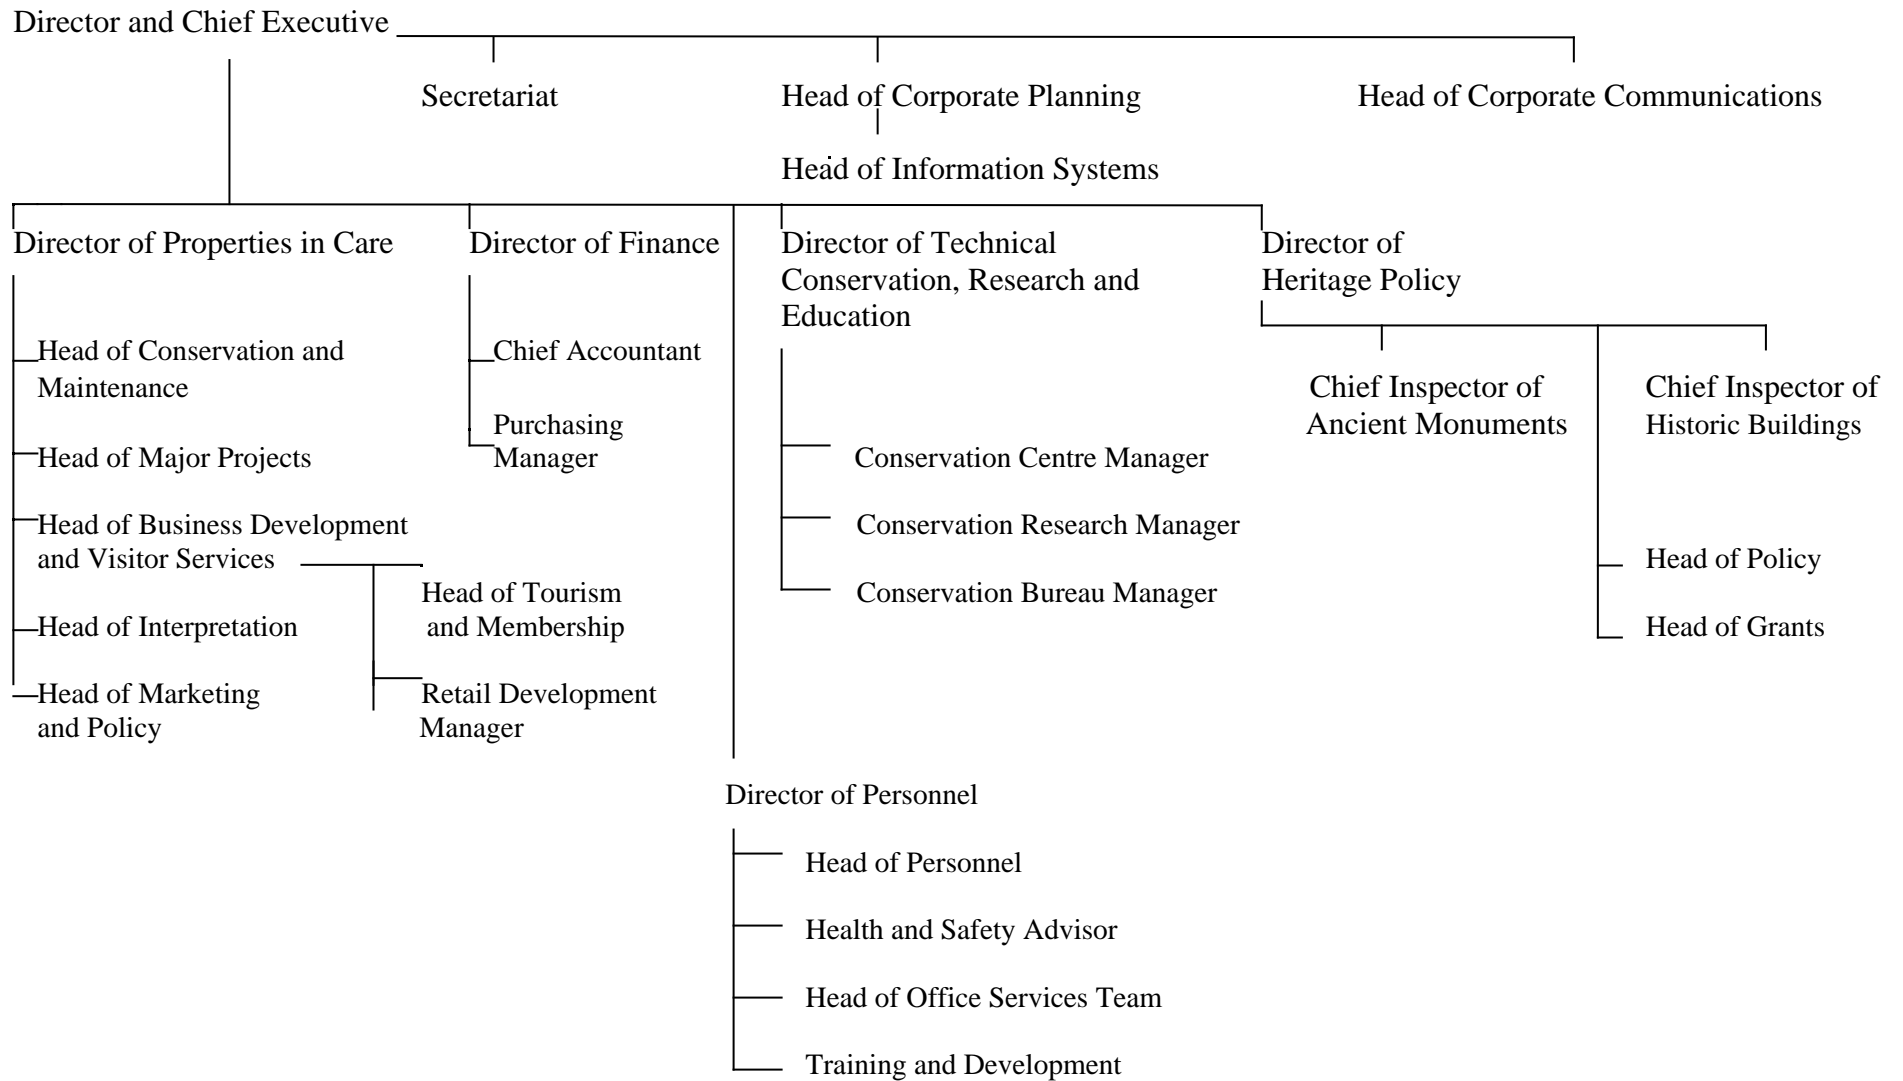 Director and Chief Executive
Secretariat
Head of Corporate Planning
Head of Corporate Communications
Head of Information Systems
Director of Properties in Care
Head of Conservation and
Maintenance
Head of Major Projects
Head of Business Development
and Visitor Services
Head of Tourism
and Membership
Retail Development
Manager
Head of Interpretation
Head of Marketing
and Policy
Director of Finance
Chief Accountant
Purchasing
Manager
Director of Technical
Conservation, Research and
Education
Conservation Centre Manager
Conservation Research Manager
Conservation Bureau Manager
Director of
Heritage Policy
Chief Inspector of
Ancient Monuments
Chief Inspector of
Historic Buildings
Head of Policy
Head of Grants
Director of Personnel
Head of Personnel
Health and Safety Advisor
Head of Office Services Team
Training and Development